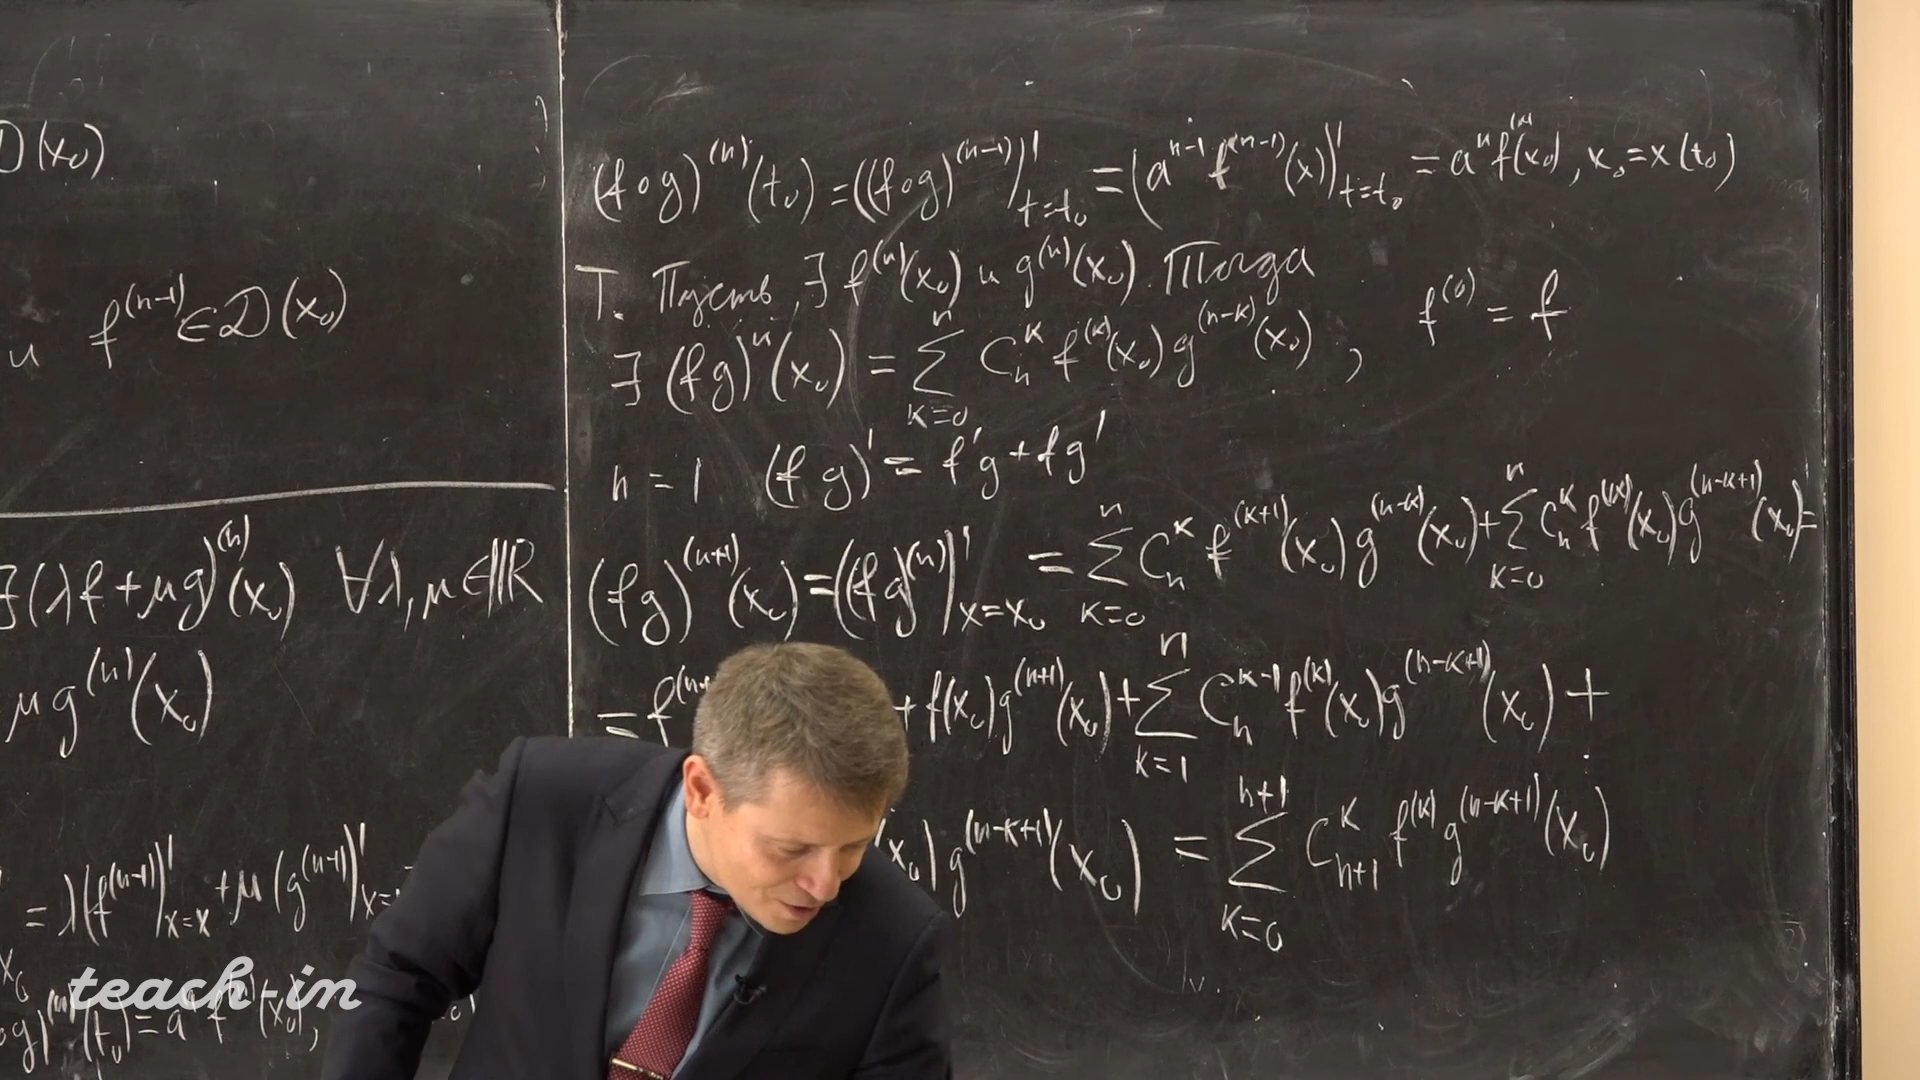 D(x₀)
и f⁽ⁿ⁻¹⁾ ∈ D(x₀)
∃(λf + μg)⁽ⁿ⁾(x₀) ∀λ, μ ∈ ℝ
μg⁽ⁿ⁾(x₀)
= λ(f⁽ⁿ⁻¹⁾)'|ₓ₌ₓ + μ(g⁽ⁿ⁻¹⁾)'|ₓ₌
teach-in
(f∘g)⁽ⁿ⁾(t₀) = ((f∘g)⁽ⁿ⁻¹⁾)'|_{t=t₀} = (aⁿ⁻¹ f⁽ⁿ⁻¹⁾(x))'|_{t=t₀} = aⁿ f⁽ⁿ⁾(x₀), x₀ = x(t₀)
Т. Пусть ∃ f⁽ⁿ⁾(x₀) и g⁽ⁿ⁾(x₀). Тогда
∃ (fg)ⁿ(x₀) = ∑_{k=0}^{n} C_n^k f^{(k)}(x₀) g^{(n-k)}(x₀), f^{(0)} = f
n = 1 (fg)' = f'g + fg'
(fg)^{(n+1)}(x₀) = ((fg)^{(n)})'|_{x=x₀} = ∑_{k=0}^{n} C_n^k f^{(k+1)}(x₀) g^{(n-k)}(x₀) + ∑_{k=0}^{n} C_n^k f^{(k)}(x₀) g^{(n-k+1)}(x₀) =
= f + f(x₀) g^{(n+1)}(x₀) + ∑_{k=1}^{n} C_n^{k-1} f^{(k)}(x₀) g^{(n-k+1)}(x₀) +
(x₀) g^{(n-k+1)}(x₀) = ∑_{k=0}^{n+1} C_{n+1}^k f^{(k)} g^{(n-k+1)}(x₀)